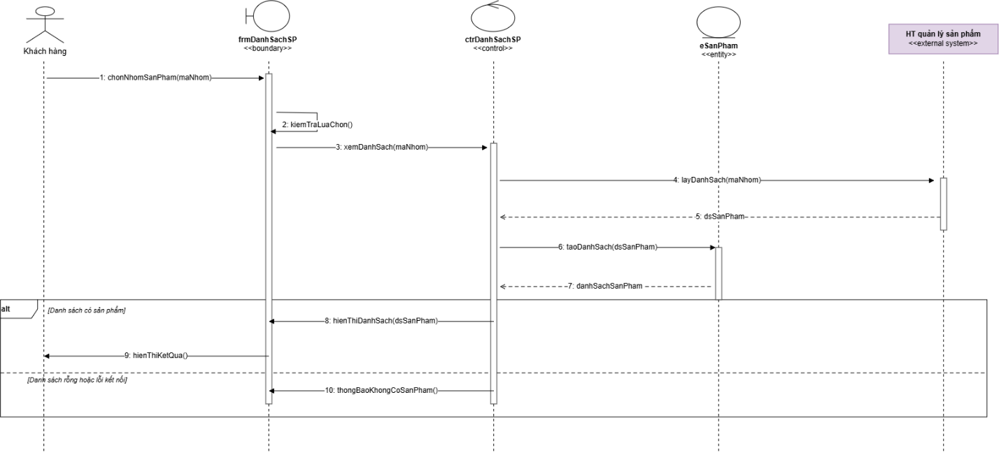 Khách hàng
frmDanhSachSP
<<boundary>>
ctrDanhSachSP
<<control>>
eSanPham
<<entity>>
HT quản lý sản phẩm
<<external system>>
1: chonNhomSanPham(maNhom)
2: kiemTraLuaChon()
3: xemDanhSach(maNhom)
4: layDanhSach(maNhom)
5: dsSanPham
6: taoDanhSach(dsSanPham)
7: danhSachSanPham
alt
[Danh sách có sản phẩm]
8: hienThiDanhSach(dsSanPham)
9: hienThiKetQua()
[Danh sách rỗng hoặc lỗi kết nối]
10: thongBaoKhongCoSanPham()